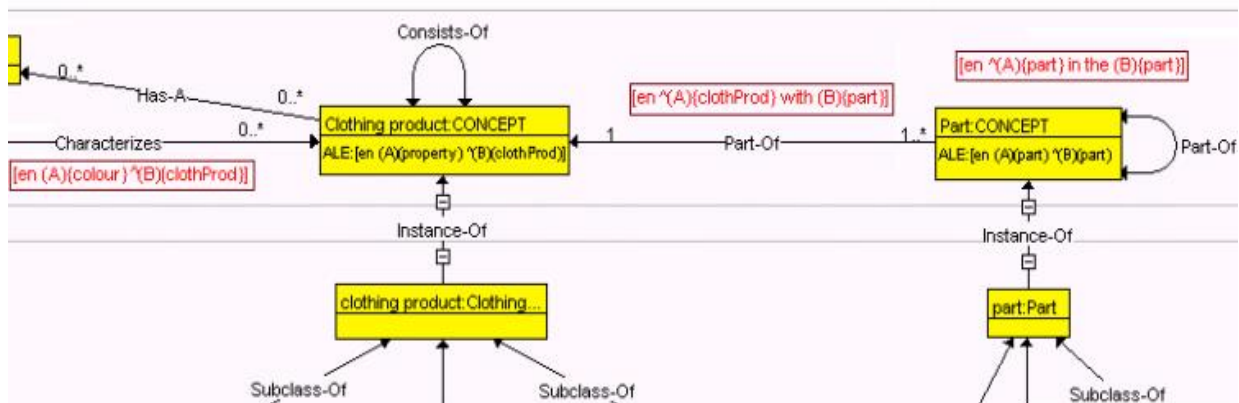 Consists-Of
[en ^(A){part} in the (B){part}]
0..*
Has-A
0..*
[en ^(A){clothProd} with (B){part}]
Clothing product:CONCEPT
Part:CONCEPT
Characterizes
0..*
ALE:[en (A){property} ^(B){clothProd}]
1
Part-Of
1..*
ALE:[en (A){part} ^(B){part}]
Part-Of
[en (A){colour} ^(B){clothProd}]
Instance-Of
Instance-Of
clothing product:Clothing...
part:Part
Subclass-Of
Subclass-Of
Subclass-Of